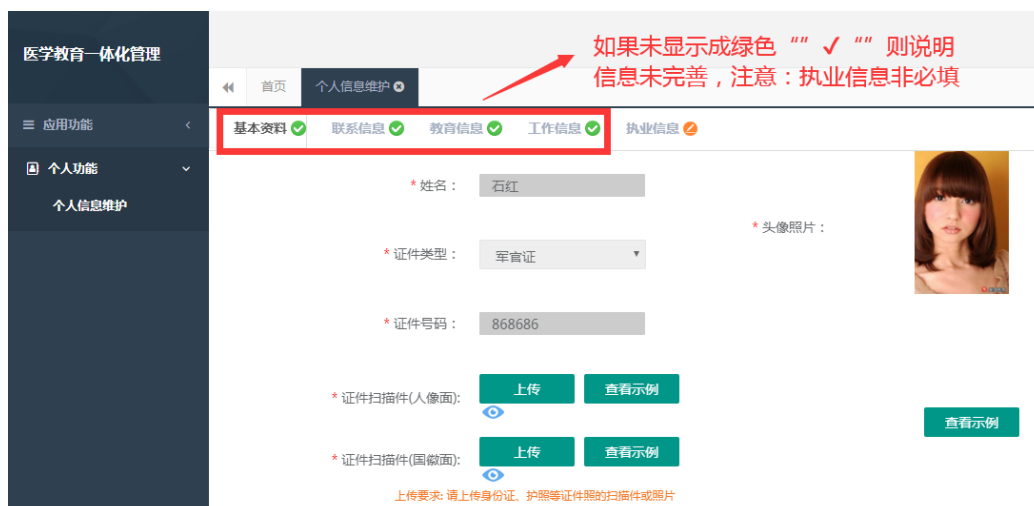 医学教育一体化管理
如果未显示成绿色 “” ✓ “” 则说明
信息未完善，注意：执业信息非必填
首页
个人信息维护
应用功能
基本资料
联系信息
教育信息
工作信息
执业信息
个人功能
个人信息维护
* 姓名：
石红
* 头像照片：
* 证件类型：
军官证
* 证件号码：
868686
* 证件扫描件(人像面):
上传
查看示例
查看示例
* 证件扫描件(国徽面):
上传
查看示例
上传要求: 请上传身份证、护照等证件照的扫描件或照片